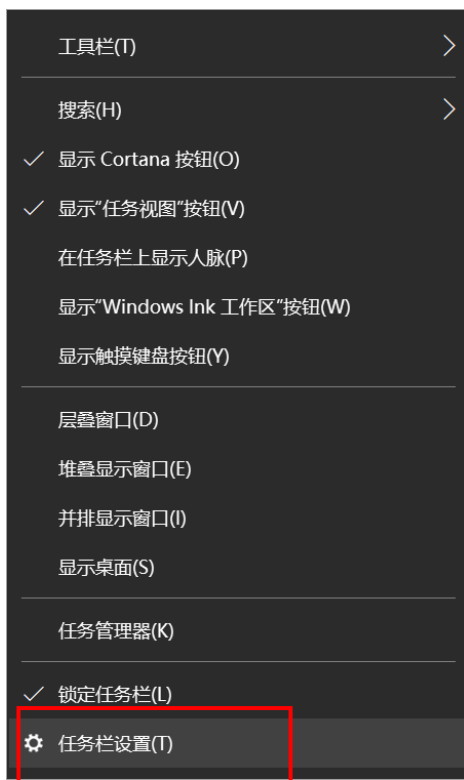 工具栏(T)
搜索(H)
显示 Cortana 按钮(O)
显示"任务视图"按钮(V)
在任务栏上显示人脉(P)
显示"Windows Ink 工作区"按钮(W)
显示触摸键盘按钮(Y)
层叠窗口(D)
堆叠显示窗口(E)
并排显示窗口(I)
显示桌面(S)
任务管理器(K)
锁定任务栏(L)
任务栏设置(T)